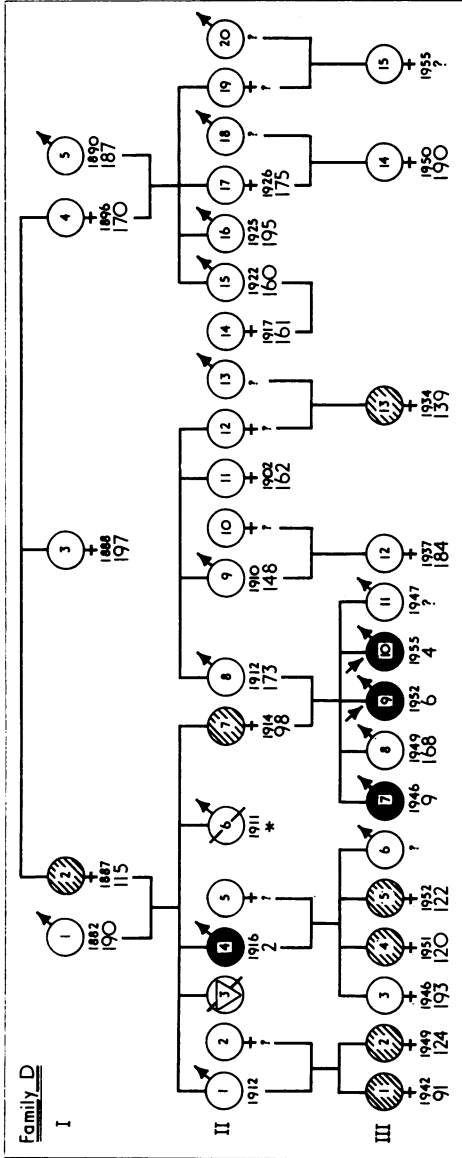 Family D
I
1 2 3 4 5
1882 1887 1888 1896 1890
190 115 197 170 187
II
1 2 3 4 5 6 7 8 9 10 11 12 13 14 15 16 17 18 19 20
1912 ? 1916 ? 1911 1914 1912 1910 ? 1902 ? ? 1917 1922 1925 1926 ? ? ?
2 * 98 173 148 162 161 160 195 175
III
1 2 3 4 5 6 7 8 9 10 11 12 13 14 15
1942 1949 1946 1951 1952 ? 1946 1949 1952 1955 1947 1937 1934 1950 1955
91 124 193 120 122 9 168 6 4 ? 184 139 190 ?